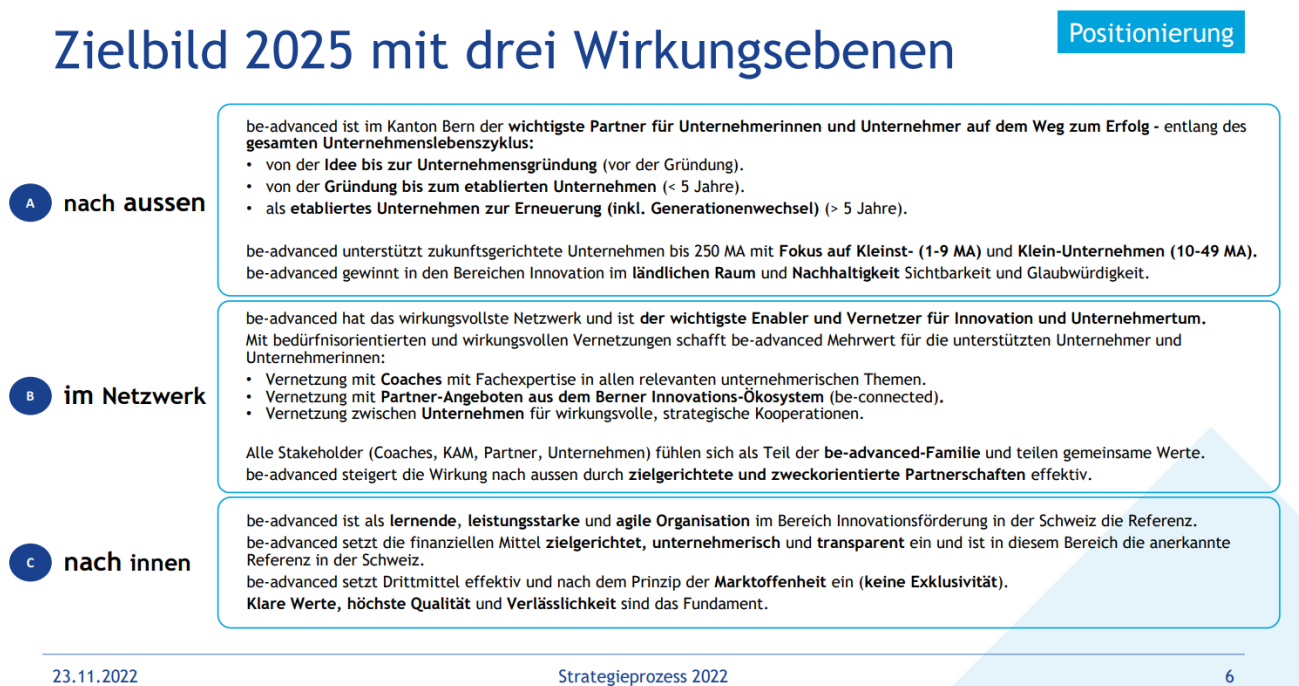 Zielbild 2025 mit drei Wirkungsebenen
Positionierung
A
nach aussen
be-advanced ist im Kanton Bern der wichtigste Partner für Unternehmerinnen und Unternehmer auf dem Weg zum Erfolg - entlang des
gesamten Unternehmenslebenszyklus:
• von der Idee bis zur Unternehmensgründung (vor der Gründung).
• von der Gründung bis zum etablierten Unternehmen (< 5 Jahre).
• als etabliertes Unternehmen zur Erneuerung (inkl. Generationenwechsel) (> 5 Jahre).
be-advanced unterstützt zukunftsgerichtete Unternehmen bis 250 MA mit Fokus auf Kleinst- (1-9 MA) und Klein-Unternehmen (10-49 MA).
be-advanced gewinnt in den Bereichen Innovation im ländlichen Raum und Nachhaltigkeit Sichtbarkeit und Glaubwürdigkeit.
B
im Netzwerk
be-advanced hat das wirkungsvollste Netzwerk und ist der wichtigste Enabler und Vernetzer für Innovation und Unternehmertum.
Mit bedürfnisorientierten und wirkungsvollen Vernetzungen schafft be-advanced Mehrwert für die unterstützten Unternehmer und
Unternehmerinnen:
• Vernetzung mit Coaches mit Fachexpertise in allen relevanten unternehmerischen Themen.
• Vernetzung mit Partner-Angeboten aus dem Berner Innovations-Ökosystem (be-connected).
• Vernetzung zwischen Unternehmen für wirkungsvolle, strategische Kooperationen.
Alle Stakeholder (Coaches, KAM, Partner, Unternehmen) fühlen sich als Teil der be-advanced-Familie und teilen gemeinsame Werte.
be-advanced steigert die Wirkung nach aussen durch zielgerichtete und zweckorientierte Partnerschaften effektiv.
C
nach innen
be-advanced ist als lernende, leistungsstarke und agile Organisation im Bereich Innovationsförderung in der Schweiz die Referenz.
be-advanced setzt die finanziellen Mittel zielgerichtet, unternehmerisch und transparent ein und ist in diesem Bereich die anerkannte
Referenz in der Schweiz.
be-advanced setzt Drittmittel effektiv und nach dem Prinzip der Marktoffenheit ein (keine Exklusivität).
Klare Werte, höchste Qualität und Verlässlichkeit sind das Fundament.
23.11.2022
Strategieprozess 2022
6